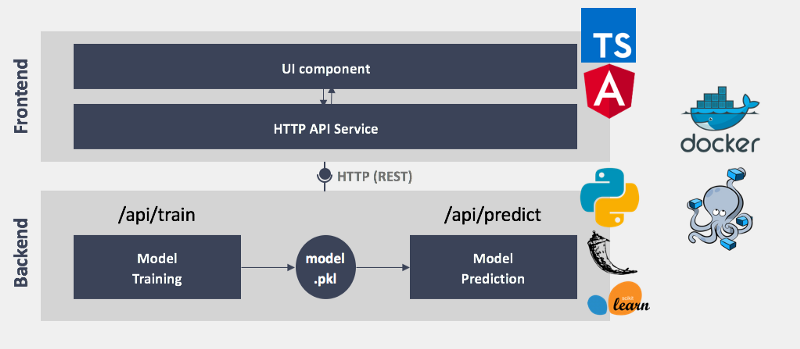 Frontend
UI component
HTTP API Service
TS
A
docker
HTTP (REST)
Backend
/api/train
/api/predict
Model
Training
model
.pkl
Model
Prediction
learn